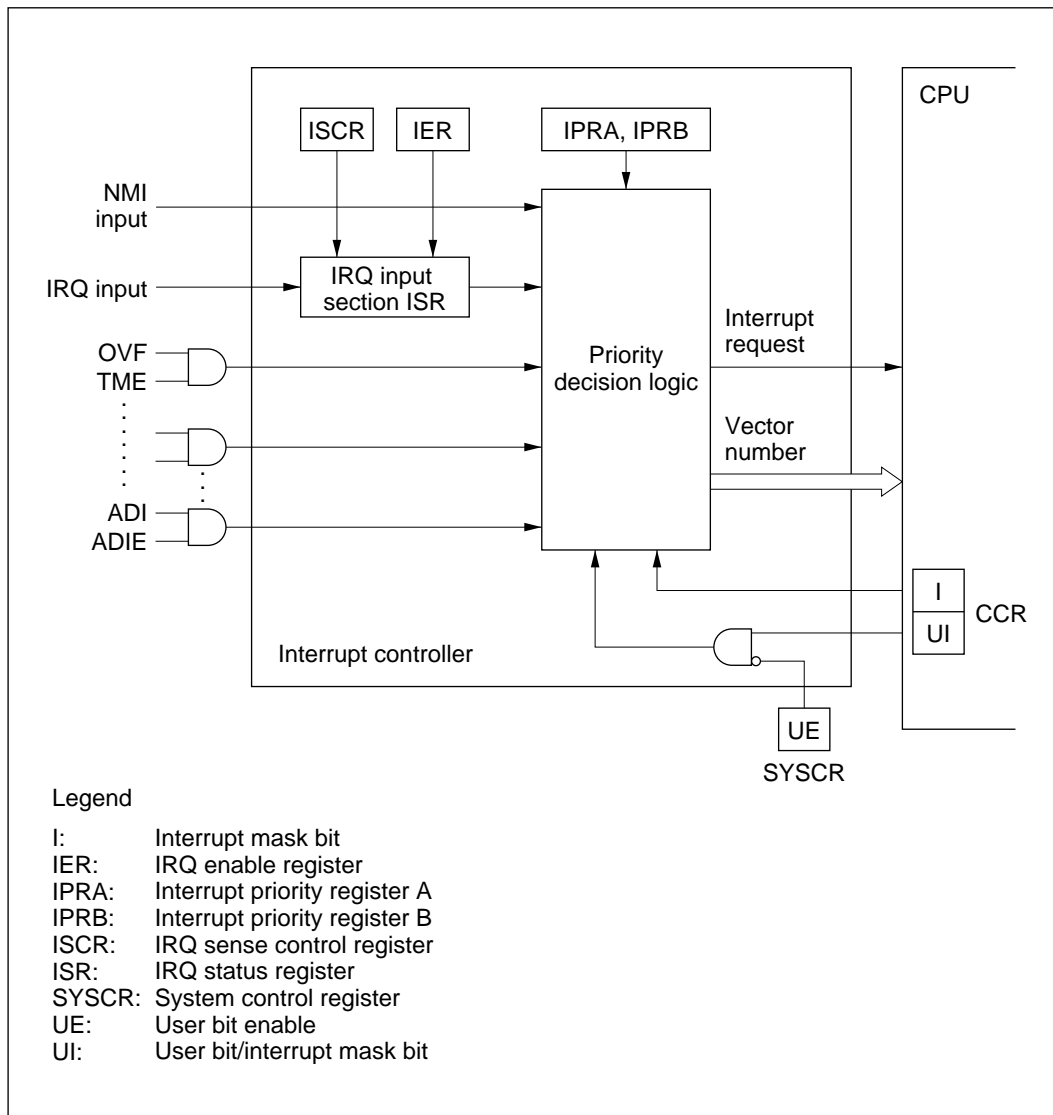 CPU
ISCR
IER
IPRA, IPRB
NMI
input
IRQ input
IRQ input
section ISR
OVF
TME
ADI
ADIE
Priority
decision logic
Interrupt
request
Vector
number
I
UI
CCR
Interrupt controller
UE
SYSCR
Legend
I: Interrupt mask bit
IER: IRQ enable register
IPRA: Interrupt priority register A
IPRB: Interrupt priority register B
ISCR: IRQ sense control register
ISR: IRQ status register
SYSCR: System control register
UE: User bit enable
UI: User bit/interrupt mask bit